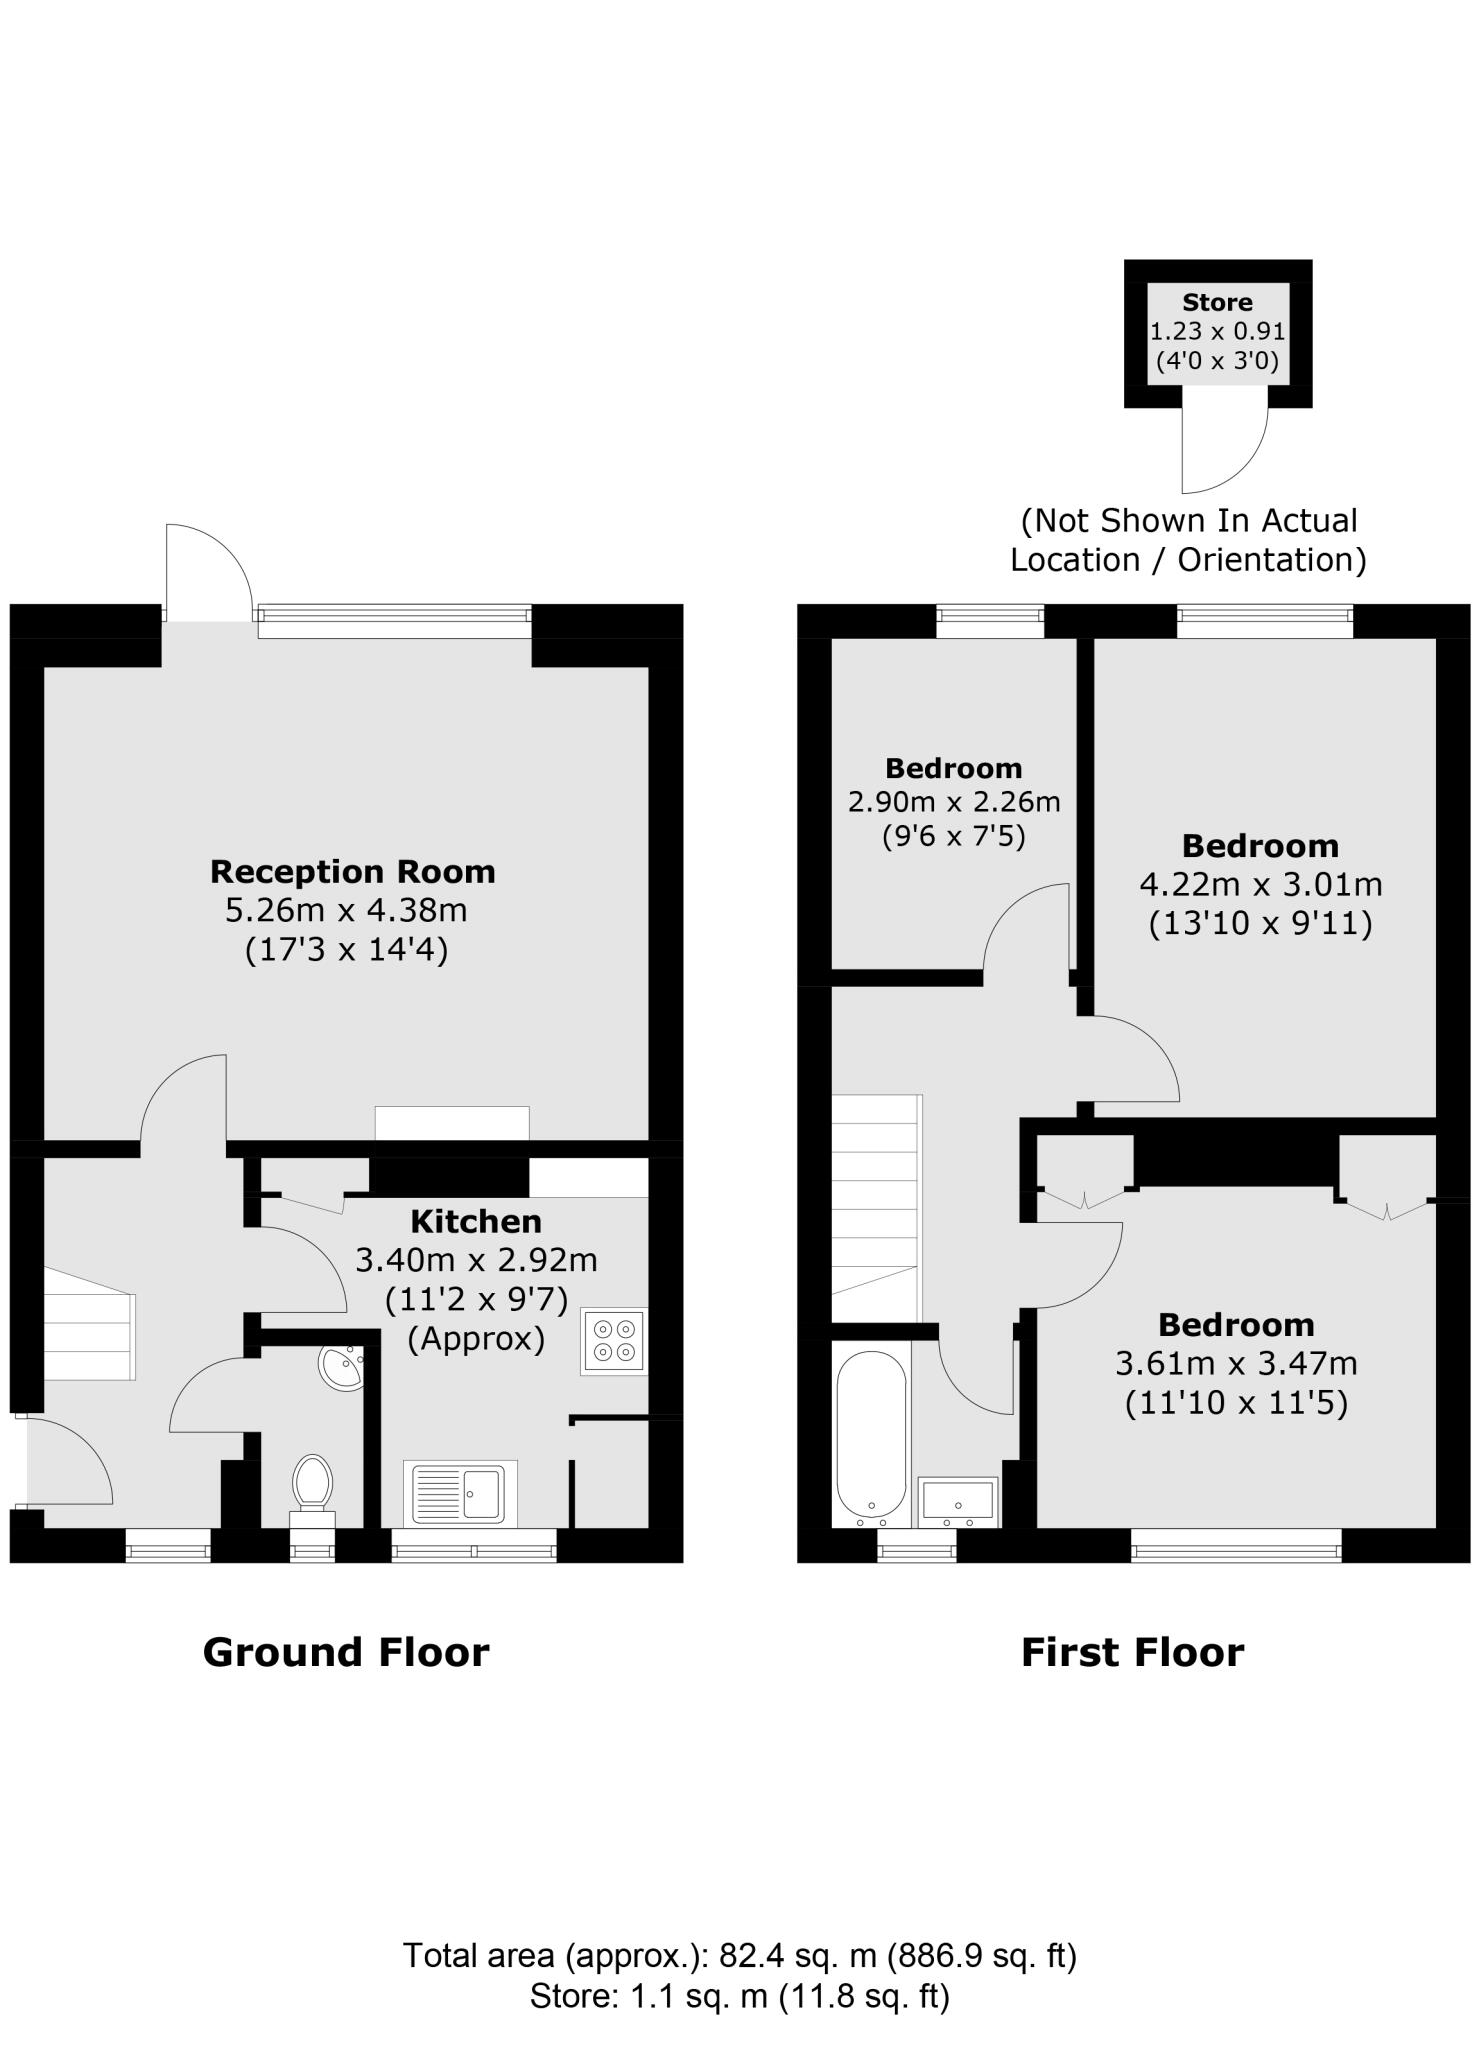 Store
1.23 x 0.91
(4'0 x 3'0)
(Not Shown In Actual
Location / Orientation)
Reception Room
5.26m x 4.38m
(17'3 x 14'4)
Kitchen
3.40m x 2.92m
(11'2 x 9'7)
(Approx)
Ground Floor
Bedroom
2.90m x 2.26m
(9'6 x 7'5)
Bedroom
4.22m x 3.01m
(13'10 x 9'11)
Bedroom
3.61m x 3.47m
(11'10 x 11'5)
First Floor
Total area (approx.): 82.4 sq. m (886.9 sq. ft)
Store: 1.1 sq. m (11.8 sq. ft)